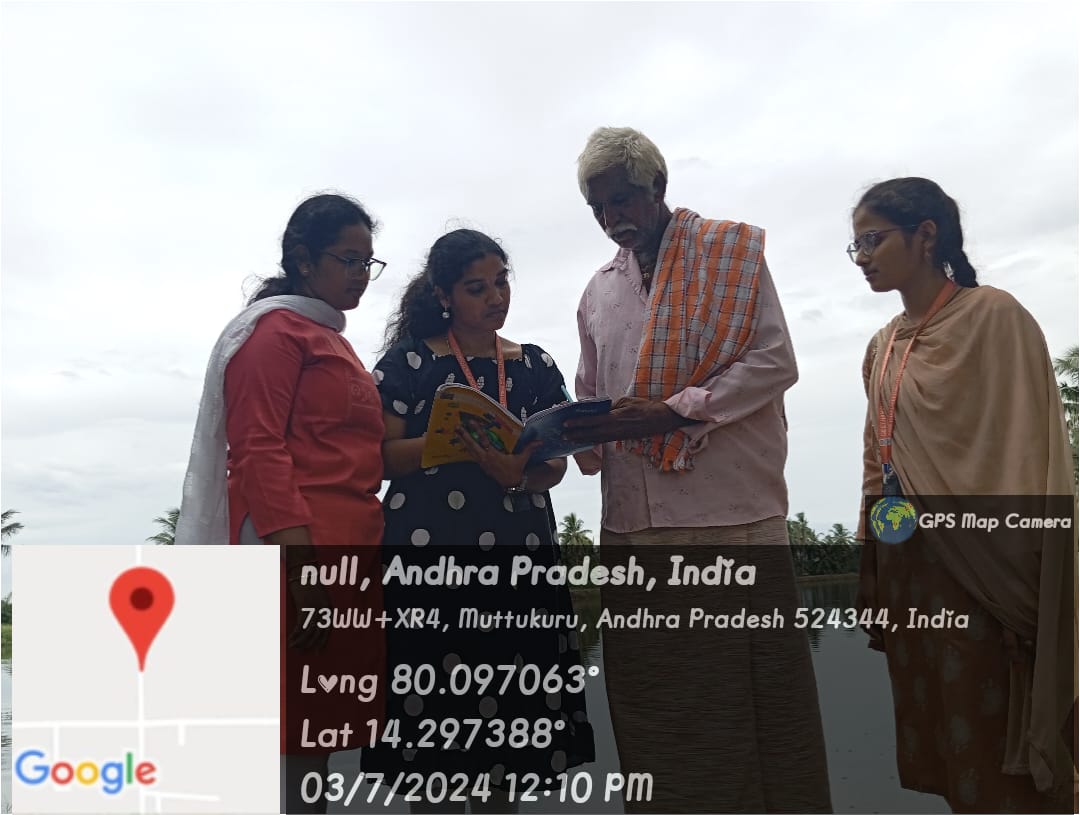 GPS Map Camera
null, Andhra Pradesh, India
73WW+XR4, Muttukuru, Andhra Pradesh 524344, India
Long 80.097063°
Lat 14.297388°
03/7/2024 12:10 PM
Google